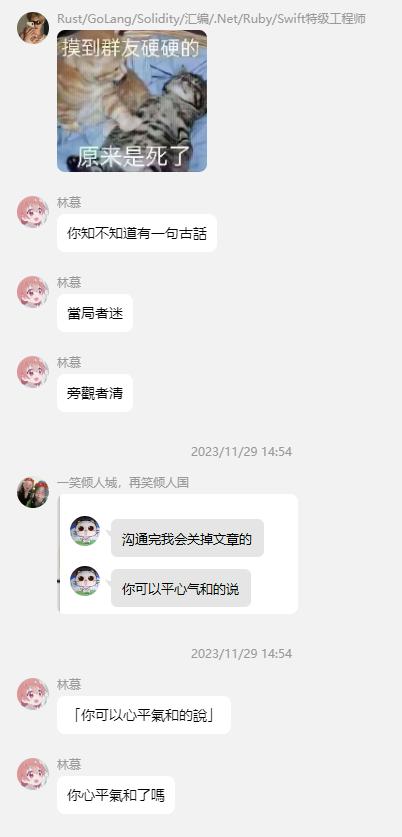 Rust/GoLang/Solidity/汇编/.Net/Ruby/Swift特级工程师
摸到群友硬硬的
原来是死了
林慕
你知不知道有一句古話
林慕
當局者迷
林慕
旁觀者清
2023/11/29 14:54
一笑倾人城，再笑倾人国
沟通完我会关掉文章的
你可以平心气和的说
2023/11/29 14:54
林慕
「你可以心平氣和的說」
林慕
你心平氣和了嗎